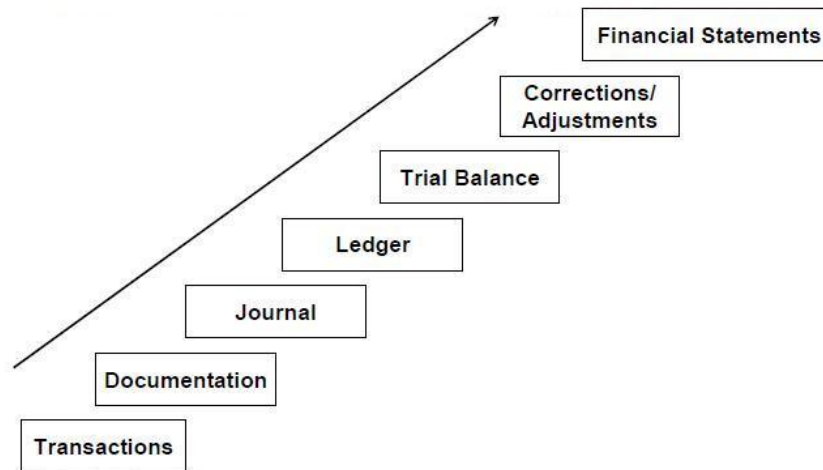 Financial Statements
Corrections/
Adjustments
Trial Balance
Ledger
Journal
Documentation
Transactions